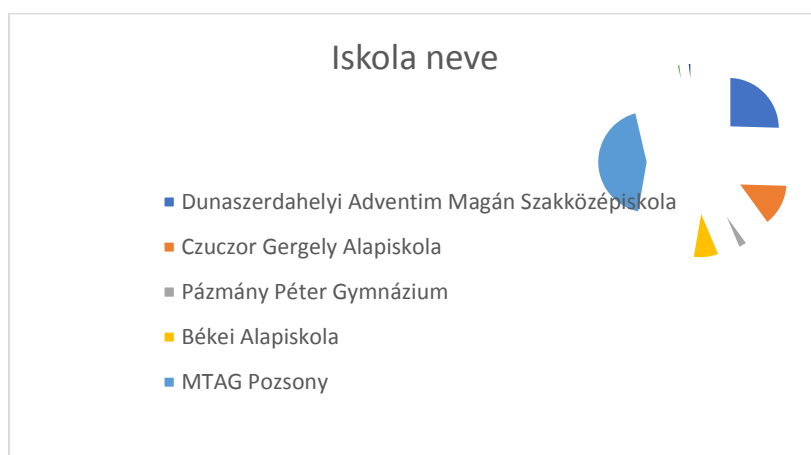 Iskola neve
Dunaszerdahelyi Adventim Magán Szakközépiskola
Czuczor Gergely Alapiskola
Pázmány Péter Gymnázium
Békei Alapiskola
MTAG Pozsony